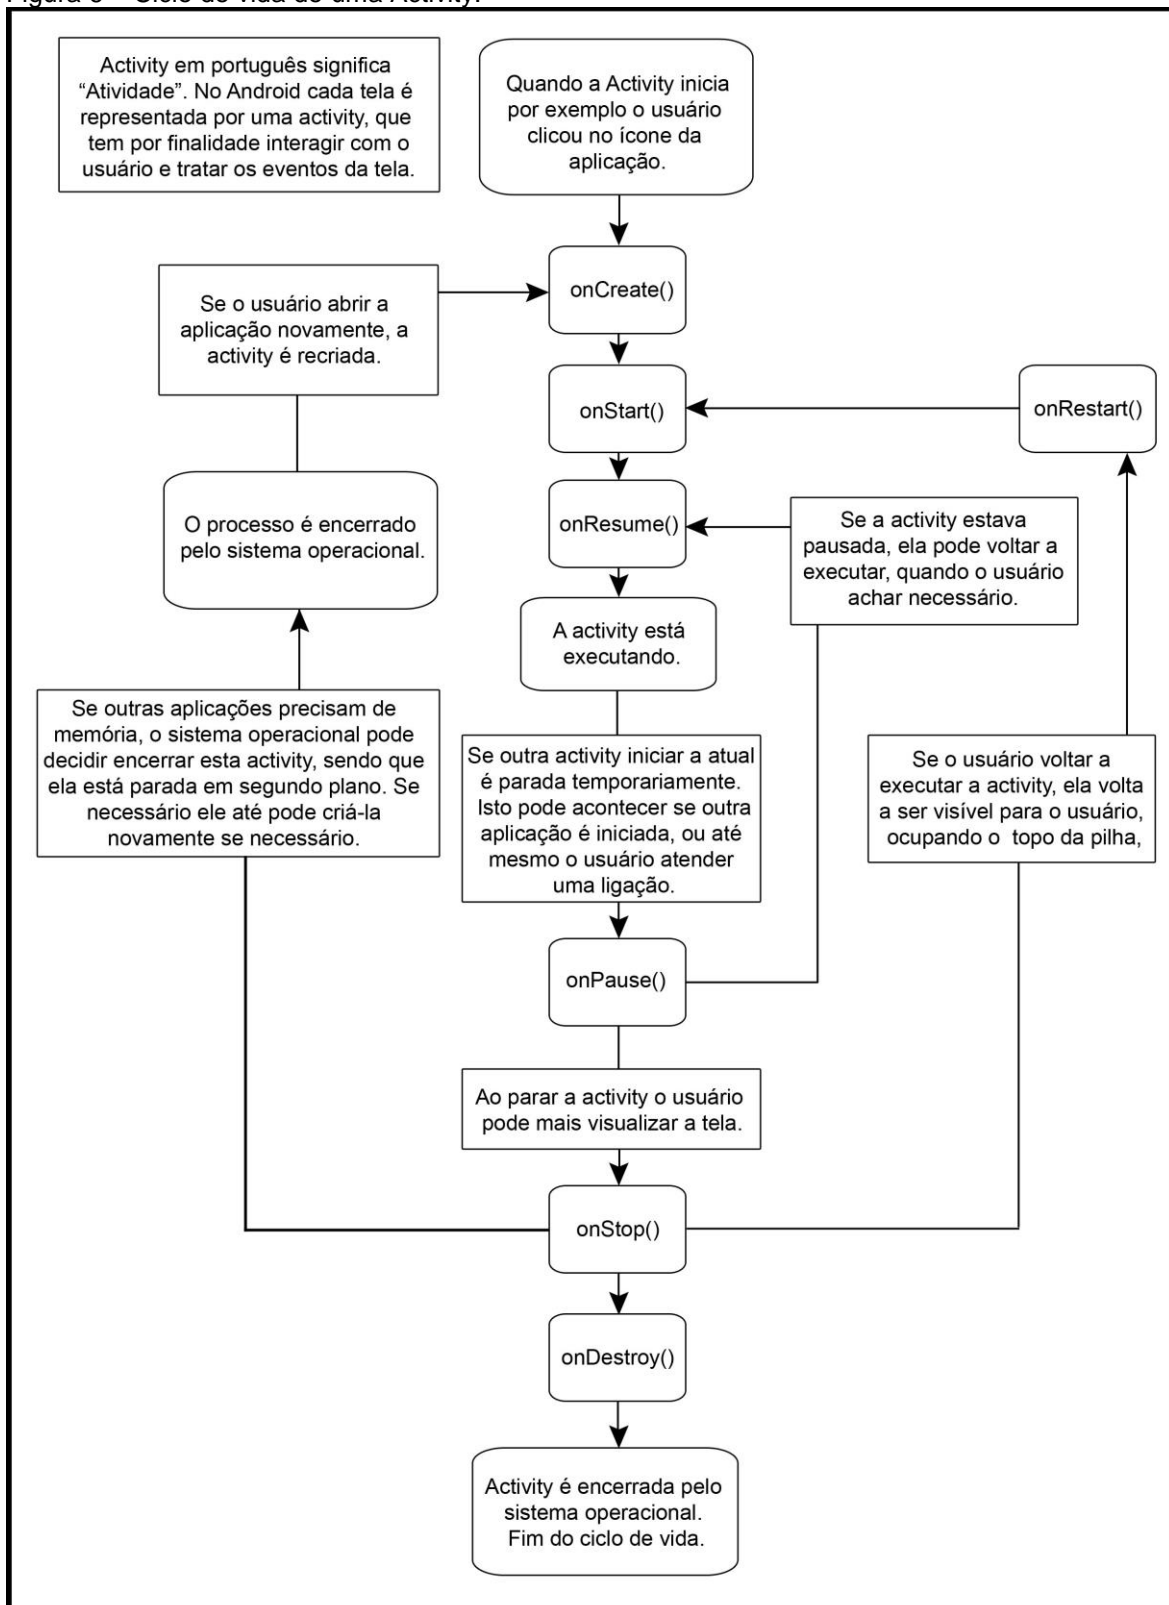 Activity em português significa
“Atividade”. No Android cada tela é
representada por uma activity, que
tem por finalidade interagir com o
usuário e tratar os eventos da tela.
Quando a Activity inicia
por exemplo o usuário
clicou no ícone da
aplicação.
onCreate()
Se o usuário abrir a
aplicação novamente, a
activity é recriada.
onStart()
onRestart()
O processo é encerrado
pelo sistema operacional.
onResume()
Se a activity estava
pausada, ela pode voltar a
executar, quando o usuário
achar necessário.
A activity está
executando.
Se outras aplicações precisam de
memória, o sistema operacional pode
decidir encerrar esta activity, sendo que
ela está parada em segundo plano. Se
necessário ele até pode criá-la
novamente se necessário.
Se outra activity iniciar a atual
é parada temporariamente.
Isto pode acontecer se outra
aplicação é iniciada, ou até
mesmo o usuário atender
uma ligação.
Se o usuário voltar a
executar a activity, ela volta
a ser visível para o usuário,
ocupando o topo da pilha,
onPause()
Ao parar a activity o usuário
pode mais visualizar a tela.
onStop()
onDestroy()
Activity é encerrada pelo
sistema operacional.
Fim do ciclo de vida.